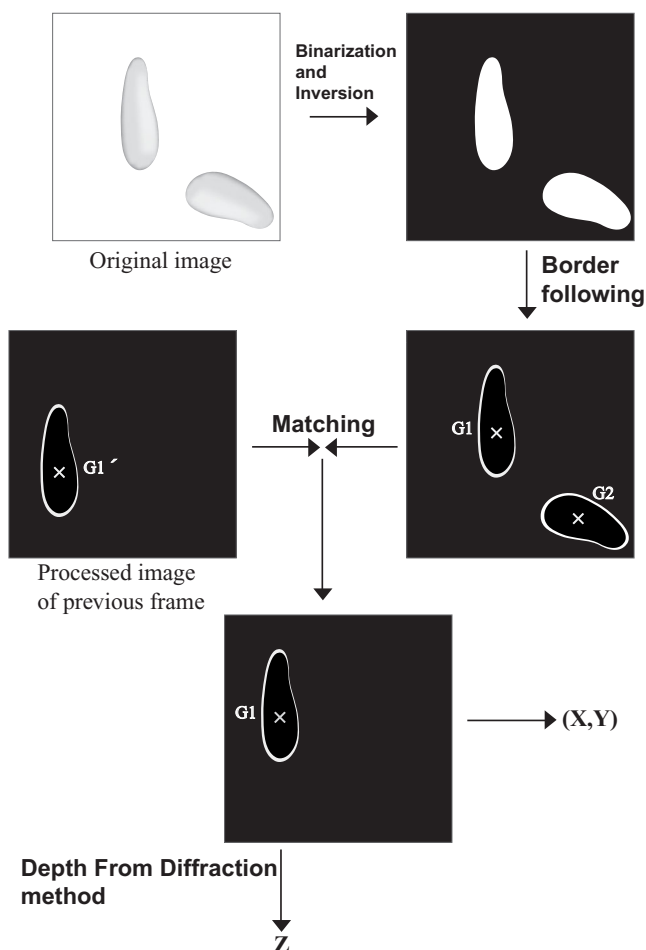 Binarization
and
Inversion
Original image
Border
following
Matching
G1
G1 ´
G2
Processed image
of previous frame
G1
(X,Y)
Depth From Diffraction
method
Z